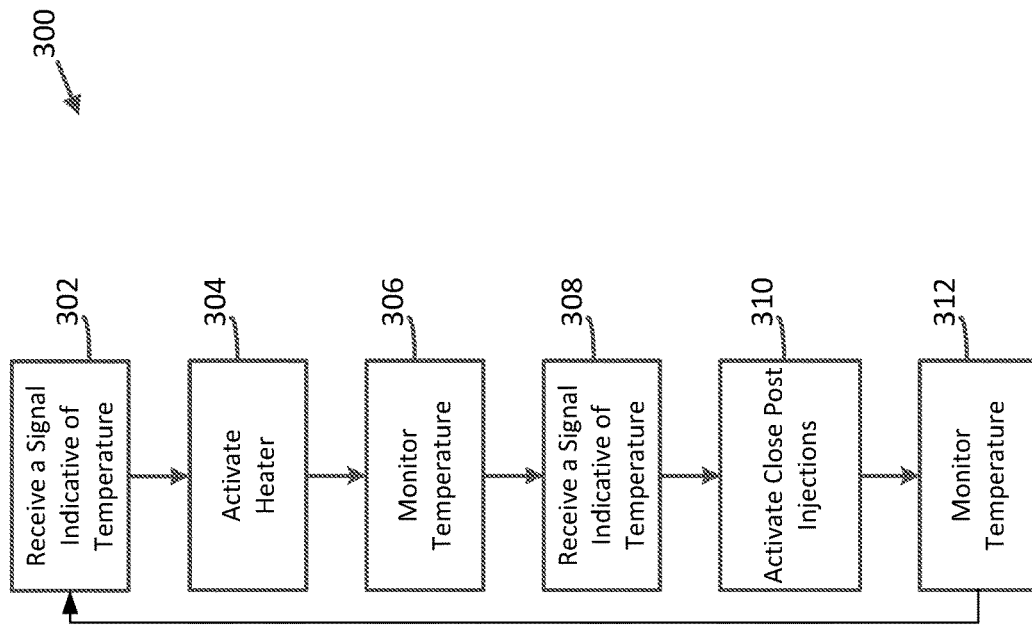 300
302
Receive a Signal
Indicative of
Temperature
304
Activate
Heater
306
Monitor
Temperature
308
Receive a Signal
Indicative of
Temperature
310
Activate Close Post
Injections
312
Monitor
Temperature